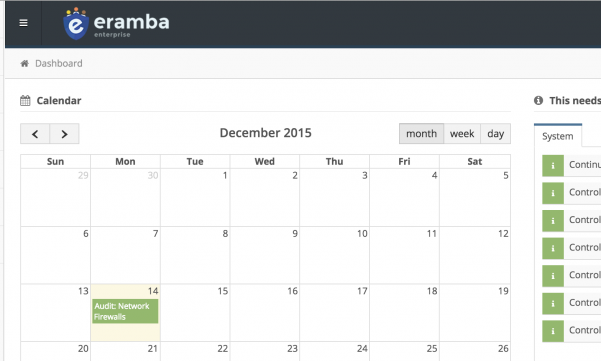 eramba
enterprise
Dashboard
Calendar
This needs
December 2015
month week day
System
Sun Mon Tue Wed Thu Fri Sat
29 30 1 2 3 4 5
6 7 8 9 10 11 12
13 14 15 16 17 18 19
Audit: Network
Firewalls
20 21 22 23 24 25 26
Continu
Control
Control
Control
Control
Control
Control